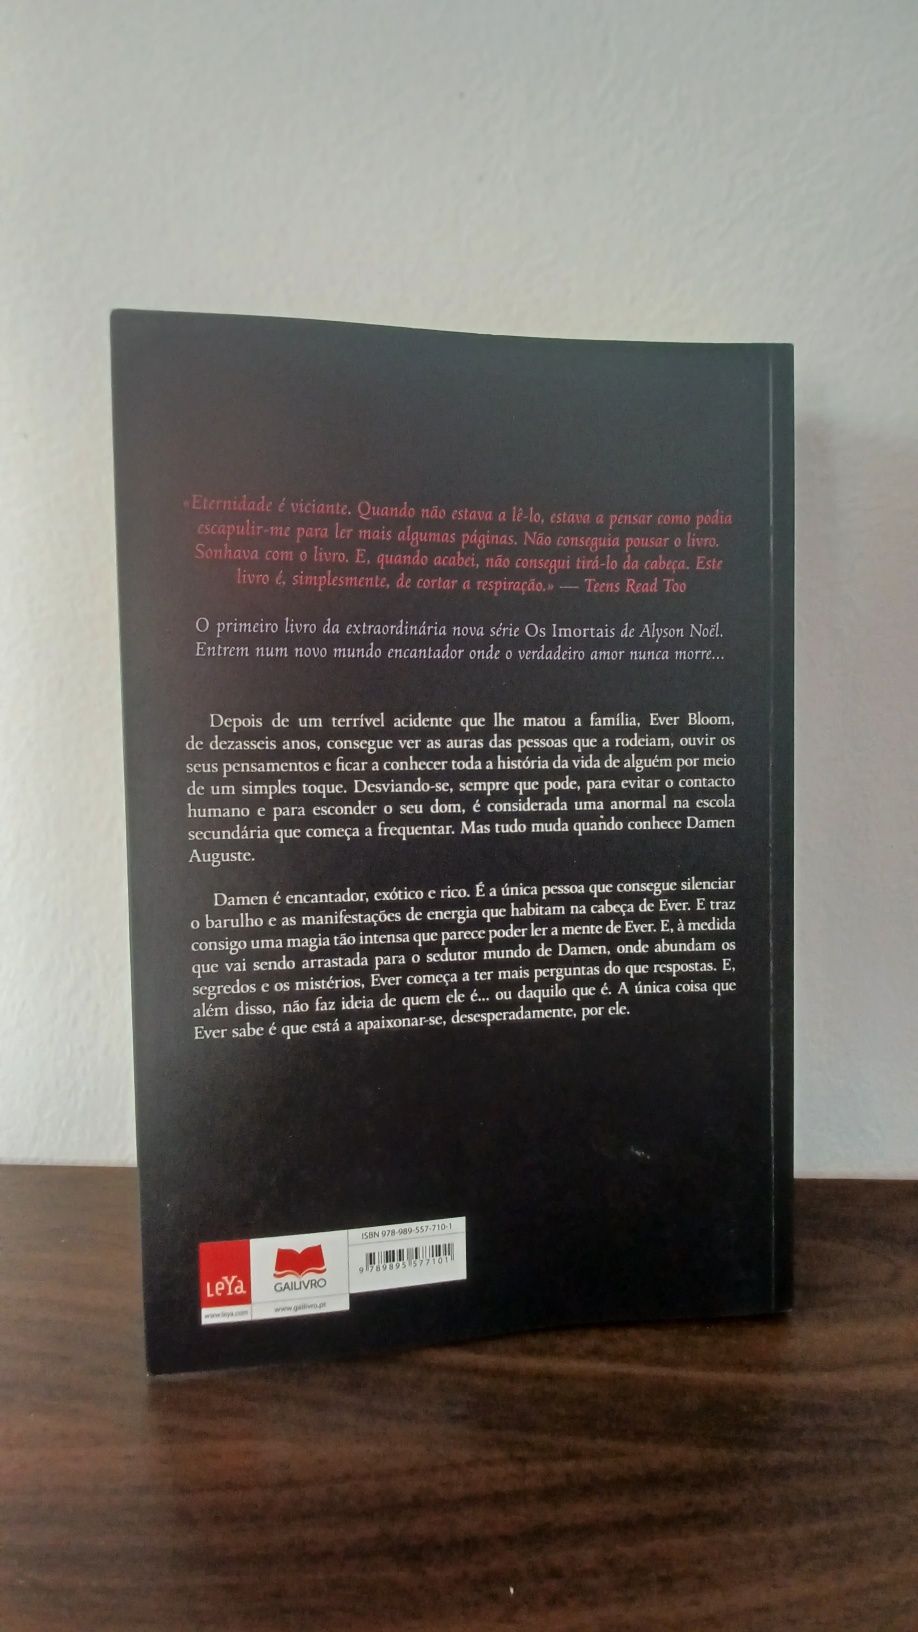 «Eternidade é viciante. Quando não estava a lê-lo, estava a pensar como podia
escapulir-me para ler mais algumas páginas. Não conseguia pousar o livro.
Sonhava com o livro. E, quando acabei, não consegui tirá-lo da cabeça. Este
livro é, simplesmente, de cortar a respiração.» — Teens Read Too
O primeiro livro da extraordinária nova série Os Imortais de Alyson Noël.
Entrem num novo mundo encantador onde o verdadeiro amor nunca morre...
Depois de um terrível acidente que lhe matou a família, Ever Bloom,
de dezasseis anos, consegue ver as auras das pessoas que a rodeiam, ouvir os
seus pensamentos e ficar a conhecer toda a história da vida de alguém por meio
de um simples toque. Desviando-se, sempre que pode, para evitar o contacto
humano e para esconder o seu dom, é considerada uma anormal na escola
secundária que começa a frequentar. Mas tudo muda quando conhece Damen
Auguste.
Damen é encantador, exótico e rico. É a única pessoa que consegue silenciar
o barulho e as manifestações de energia que habitam na cabeça de Ever. E traz
consigo uma magia tão intensa que parece poder ler a mente de Ever. E, à medida
que vai sendo arrastada para o sedutor mundo de Damen, onde abundam os
segredos e os mistérios, Ever começa a ter mais perguntas do que respostas. E,
além disso, não faz ideia de quem ele é... ou daquilo que é. A única coisa que
Ever sabe é que está a apaixonar-se, desesperadamente, por ele.
LeYa
www.leya.com
GAILIVRO
www.gailivro.pt
ISBN 978-989-557-710-1
9 789895 577101